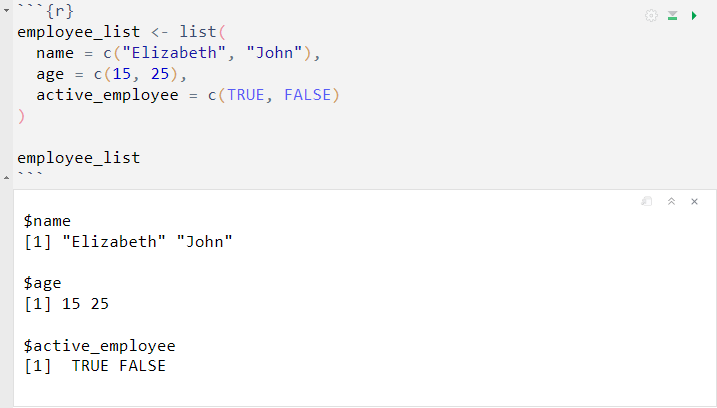 ```{r}
employee_list <- list(
  name = c("Elizabeth", "John"),
  age = c(15, 25),
  active_employee = c(TRUE, FALSE)
)

employee_list
```
$name
[1] "Elizabeth" "John"

$age
[1] 15 25

$active_employee
[1]  TRUE FALSE